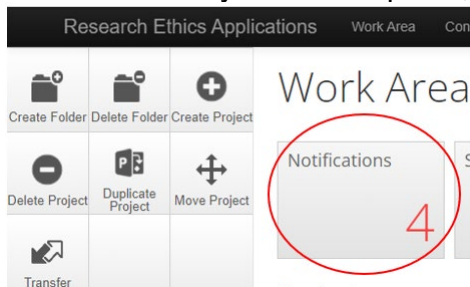 Research Ethics Applications Work Area Con
Work Area
Create Folder Delete Folder Create Project
Notifications S
Delete Project Duplicate Project Move Project
4
Transfer